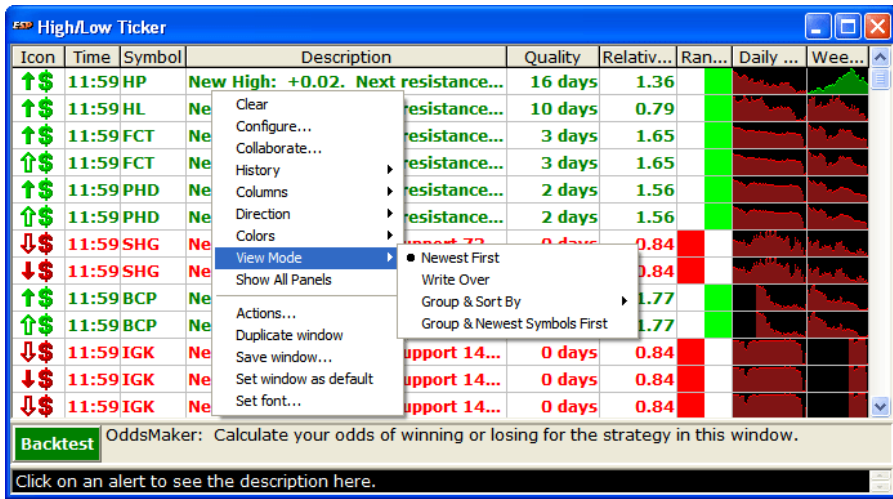 High/Low Ticker
Icon Time Symbol Description Quality Relativ... Ran... Daily ... Wee...
$ 11:59 HP New High: +0.02. Next resistance... 16 days 1.36
$ 11:59 HL Ne esistance... 10 days 0.79
$ 11:59 FCT Ne esistance... 3 days 1.65
$ 11:59 FCT Ne resistance... 3 days 1.65
$ 11:59 PHD Ne resistance... 2 days 1.56
$ 11:59 PHD Ne resistance... 2 days 1.56
$ 11:59 SHG Ne 0.84
$ 11:59 SHG Ne 0.84
$ 11:59 BCP Ne 1.77
$ 11:59 BCP Ne 1.77
$ 11:59 IGK Ne upport 14... 0 days 0.84
$ 11:59 IGK Ne upport 14... 0 days 0.84
$ 11:59 IGK Ne upport 14... 0 days 0.84
Clear
Configure...
Collaborate...
History
Columns
Direction
Colors
View Mode
Show All Panels
Actions...
Duplicate window
Save window...
Set window as default
Set font...
Newest First
Write Over
Group & Sort By
Group & Newest Symbols First
Backtest OddsMaker: Calculate your odds of winning or losing for the strategy in this window.
Click on an alert to see the description here.